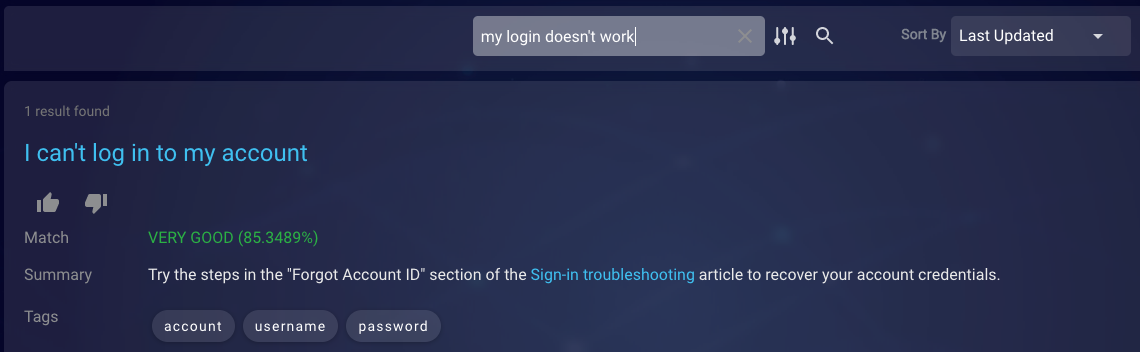 my login doesn't work
Sort By Last Updated
1 result found
I can't log in to my account
Match VERY GOOD (85.3489%)
Summary Try the steps in the "Forgot Account ID" section of the Sign-in troubleshooting article to recover your account credentials.
Tags account username password